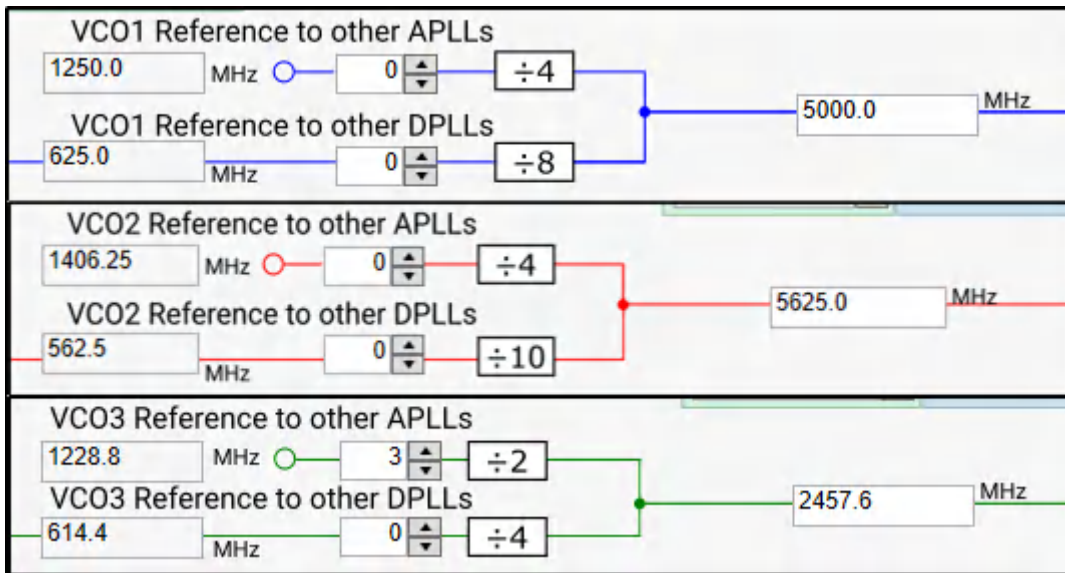 VCO1 Reference to other APLLs
1250.0 MHz 0 ÷4
5000.0 MHz
VCO1 Reference to other DPLLs
625.0 MHz 0 ÷8
VCO2 Reference to other APLLs
1406.25 MHz 0 ÷4
5625.0 MHz
VCO2 Reference to other DPLLs
562.5 MHz 0 ÷10
VCO3 Reference to other APLLs
1228.8 MHz 3 ÷2
2457.6 MHz
VCO3 Reference to other DPLLs
614.4 MHz 0 ÷4